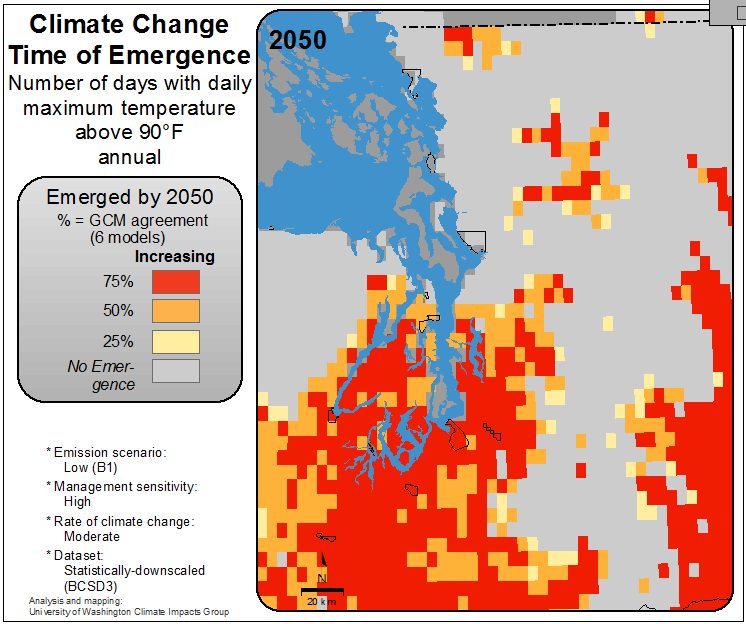 Climate Change
Time of Emergence
Number of days with daily
maximum temperature
above 90°F
annual
Emerged by 2050
% = GCM agreement
(6 models)
Increasing
75%
50%
25%
No Emer-
gence
* Emission scenario:
Low (B1)
* Management sensitivity:
High
* Rate of climate change:
Moderate
* Dataset:
Statistically-downscaled
(BCSD3)
Analysis and mapping:
University of Washington Climate Impacts Group
2050
N
20 km